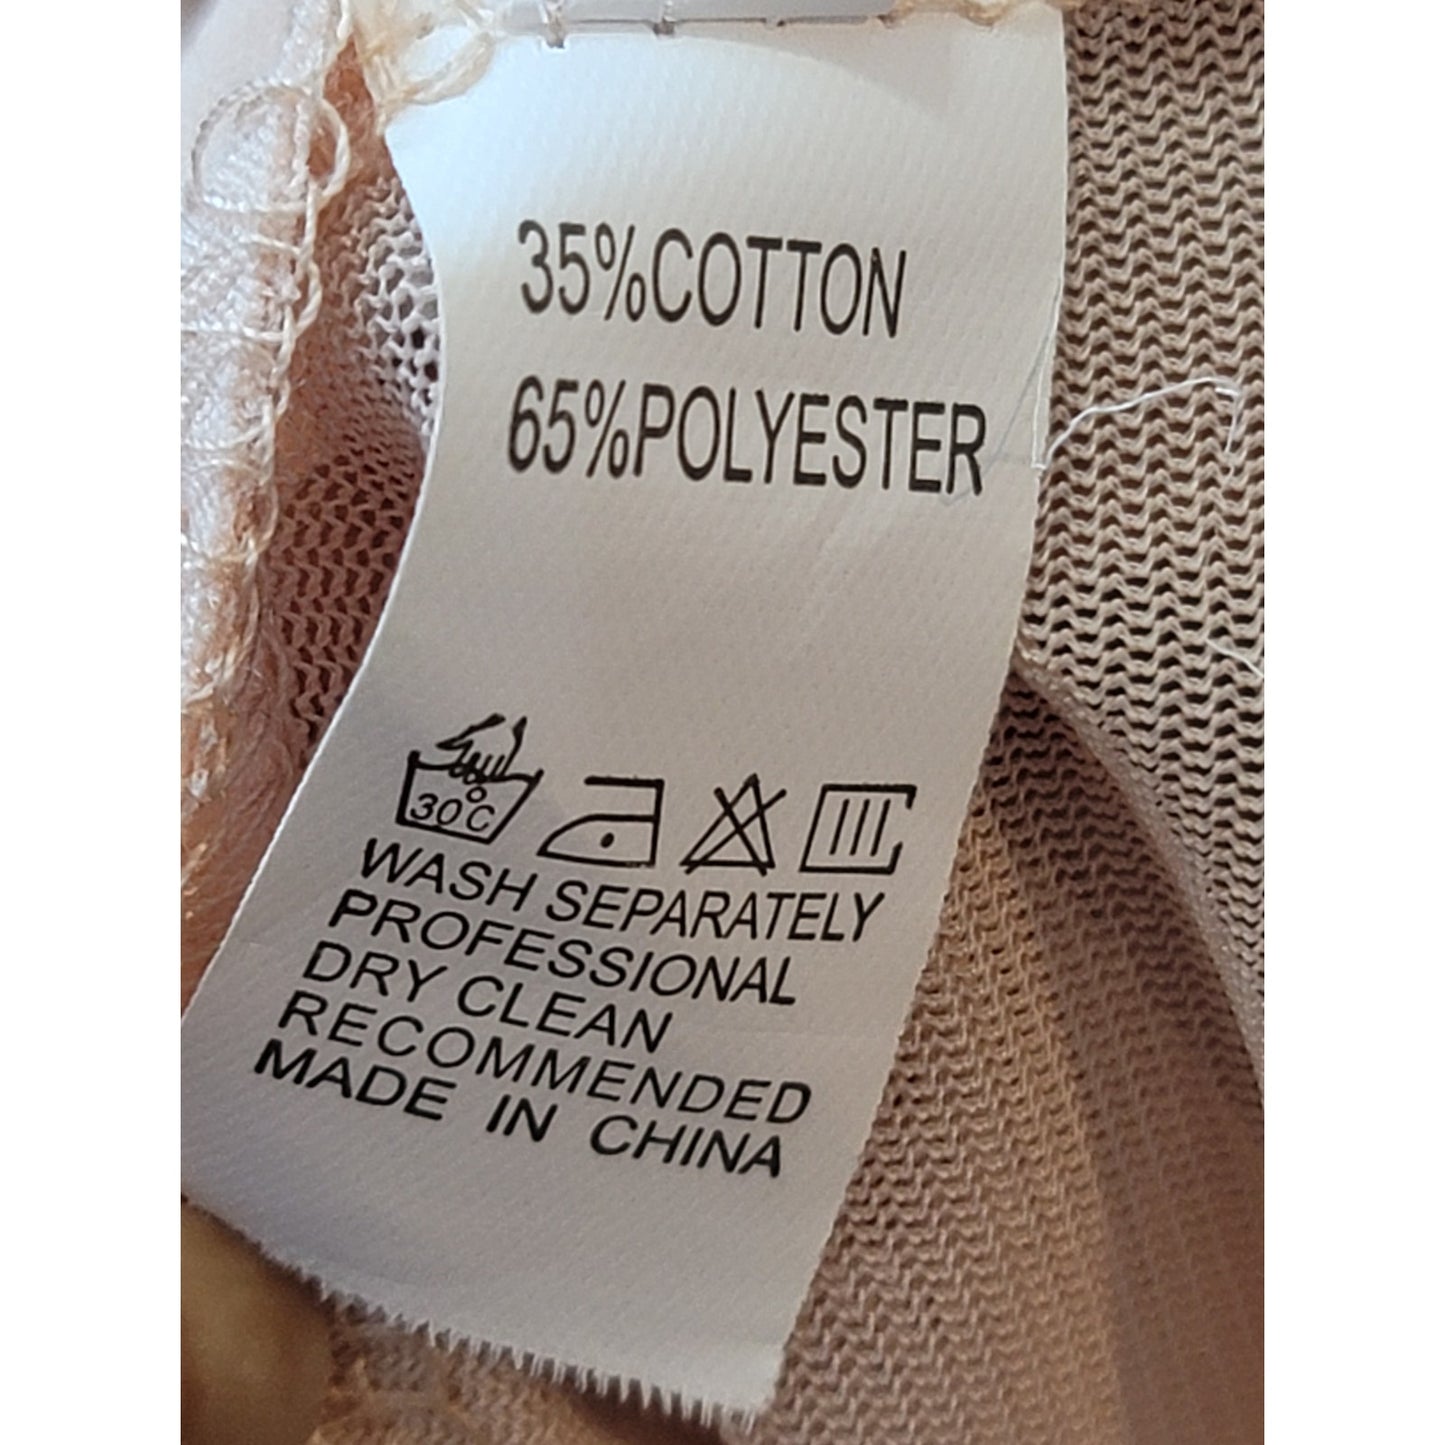 35%COTTON
65%POLYESTER
30°C
WASH SEPARATELY
PROFESSIONAL
DRY CLEAN
RECOMMENDED
MADE IN CHINA